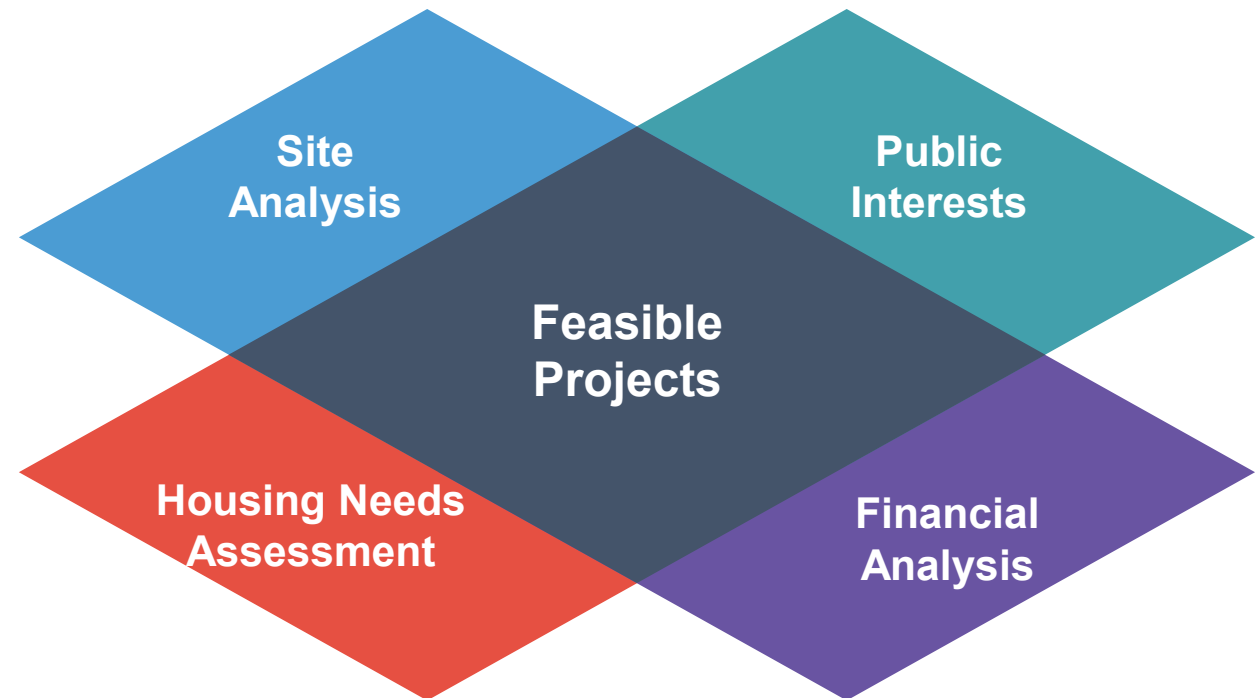 Site
Analysis
Public
Interests
Feasible
Projects
Housing Needs
Assessment
Financial
Analysis